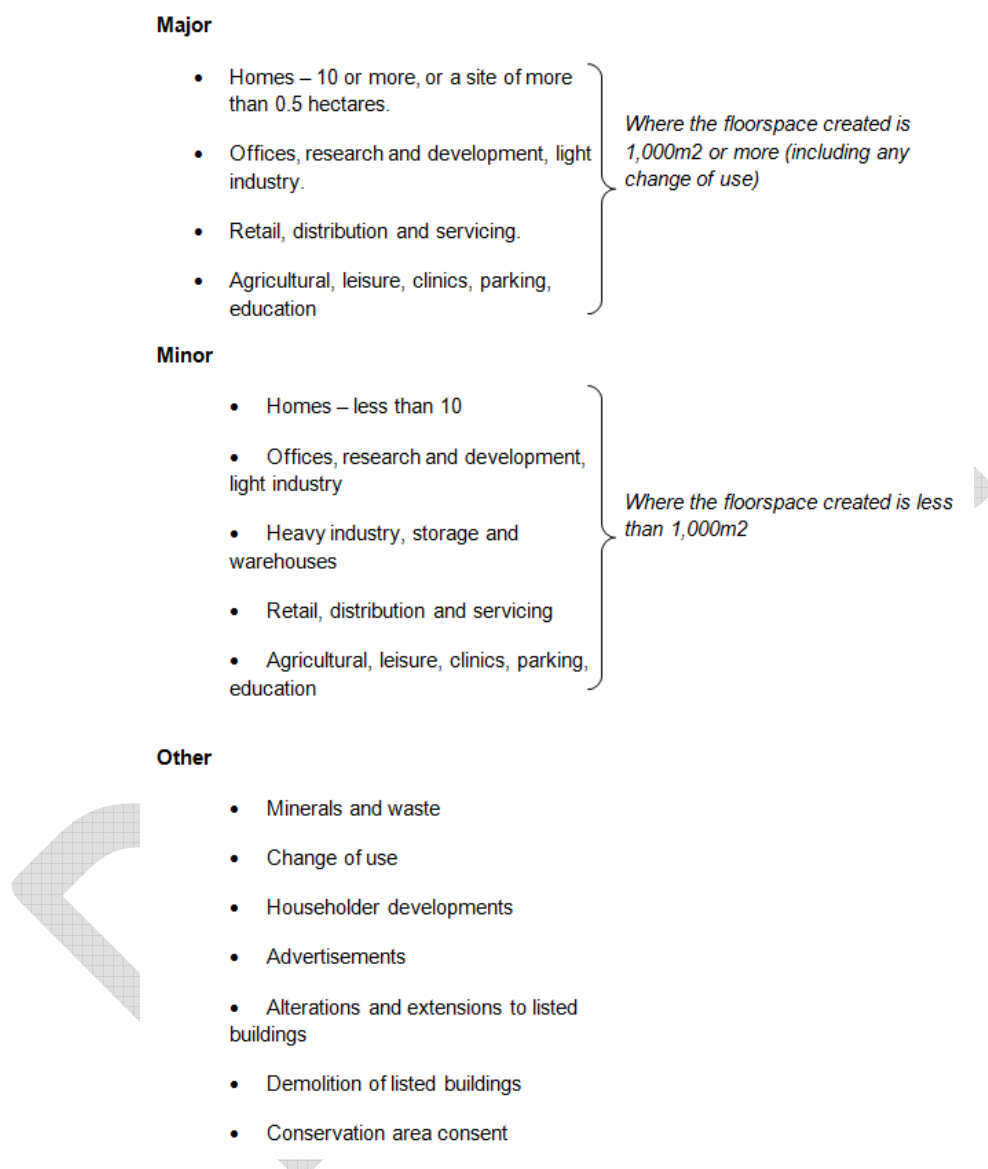 Major
• Homes – 10 or more, or a site of more
than 0.5 hectares.
• Offices, research and development, light
industry.
• Retail, distribution and servicing.
• Agricultural, leisure, clinics, parking,
education
Where the floorspace created is
1,000m2 or more (including any
change of use)
Minor
• Homes – less than 10
• Offices, research and development,
light industry
• Heavy industry, storage and
warehouses
• Retail, distribution and servicing
• Agricultural, leisure, clinics, parking,
education
Where the floorspace created is less
than 1,000m2
Other
• Minerals and waste
• Change of use
• Householder developments
• Advertisements
• Alterations and extensions to listed
buildings
• Demolition of listed buildings
• Conservation area consent